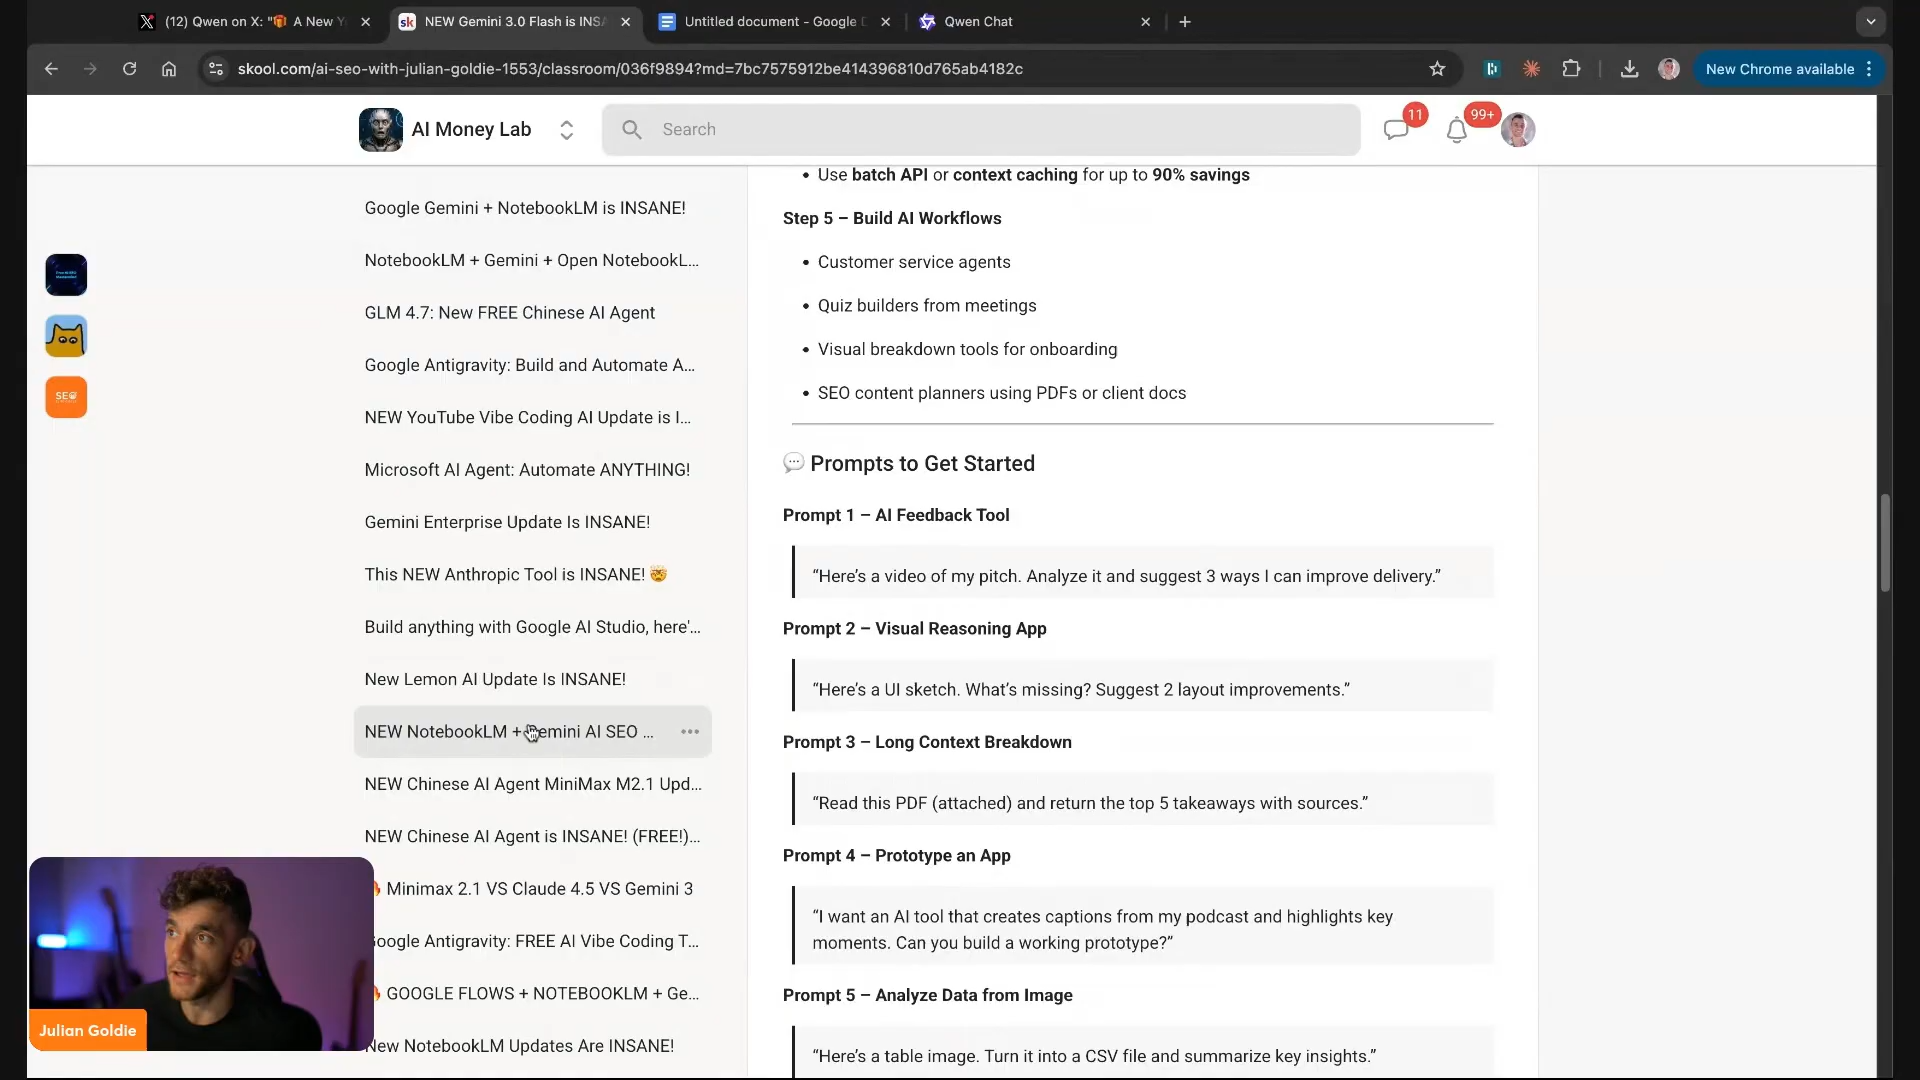 (12) Qwen on X: "🎁 A New Y
NEW Gemini 3.0 Flash is INSA
Untitled document - Google D
Qwen Chat
skool.com/ai-seo-with-julian-goldie-1553/classroom/036f9894?md=7bc7575912be414396810d765ab4182c
New Chrome available
AI Money Lab
Search
11
99+
Google Gemini + NotebookLM is INSANE!
NotebookLM + Gemini + Open NotebookL...
GLM 4.7: New FREE Chinese AI Agent
Google Antigravity: Build and Automate A...
NEW YouTube Vibe Coding AI Update is I...
Microsoft AI Agent: Automate ANYTHING!
Gemini Enterprise Update Is INSANE!
This NEW Anthropic Tool is INSANE! 🤯
Build anything with Google AI Studio, here'...
New Lemon AI Update Is INSANE!
NEW NotebookLM + Gemini AI SEO ...
NEW Chinese AI Agent MiniMax M2.1 Upd...
NEW Chinese AI Agent is INSANE! (FREE!)...
🔥 Minimax 2.1 VS Claude 4.5 VS Gemini 3
Google Antigravity: FREE AI Vibe Coding T...
🔥 GOOGLE FLOWS + NOTEBOOKLM + Ge...
New NotebookLM Updates Are INSANE!
• Use batch API or context caching for up to 90% savings
Step 5 – Build AI Workflows
• Customer service agents
• Quiz builders from meetings
• Visual breakdown tools for onboarding
• SEO content planners using PDFs or client docs
💬 Prompts to Get Started
Prompt 1 – AI Feedback Tool
“Here’s a video of my pitch. Analyze it and suggest 3 ways I can improve delivery.”
Prompt 2 – Visual Reasoning App
“Here’s a UI sketch. What’s missing? Suggest 2 layout improvements.”
Prompt 3 – Long Context Breakdown
“Read this PDF (attached) and return the top 5 takeaways with sources.”
Prompt 4 – Prototype an App
“I want an AI tool that creates captions from my podcast and highlights key
moments. Can you build a working prototype?”
Prompt 5 – Analyze Data from Image
“Here’s a table image. Turn it into a CSV file and summarize key insights.”
SEO
Julian Goldie